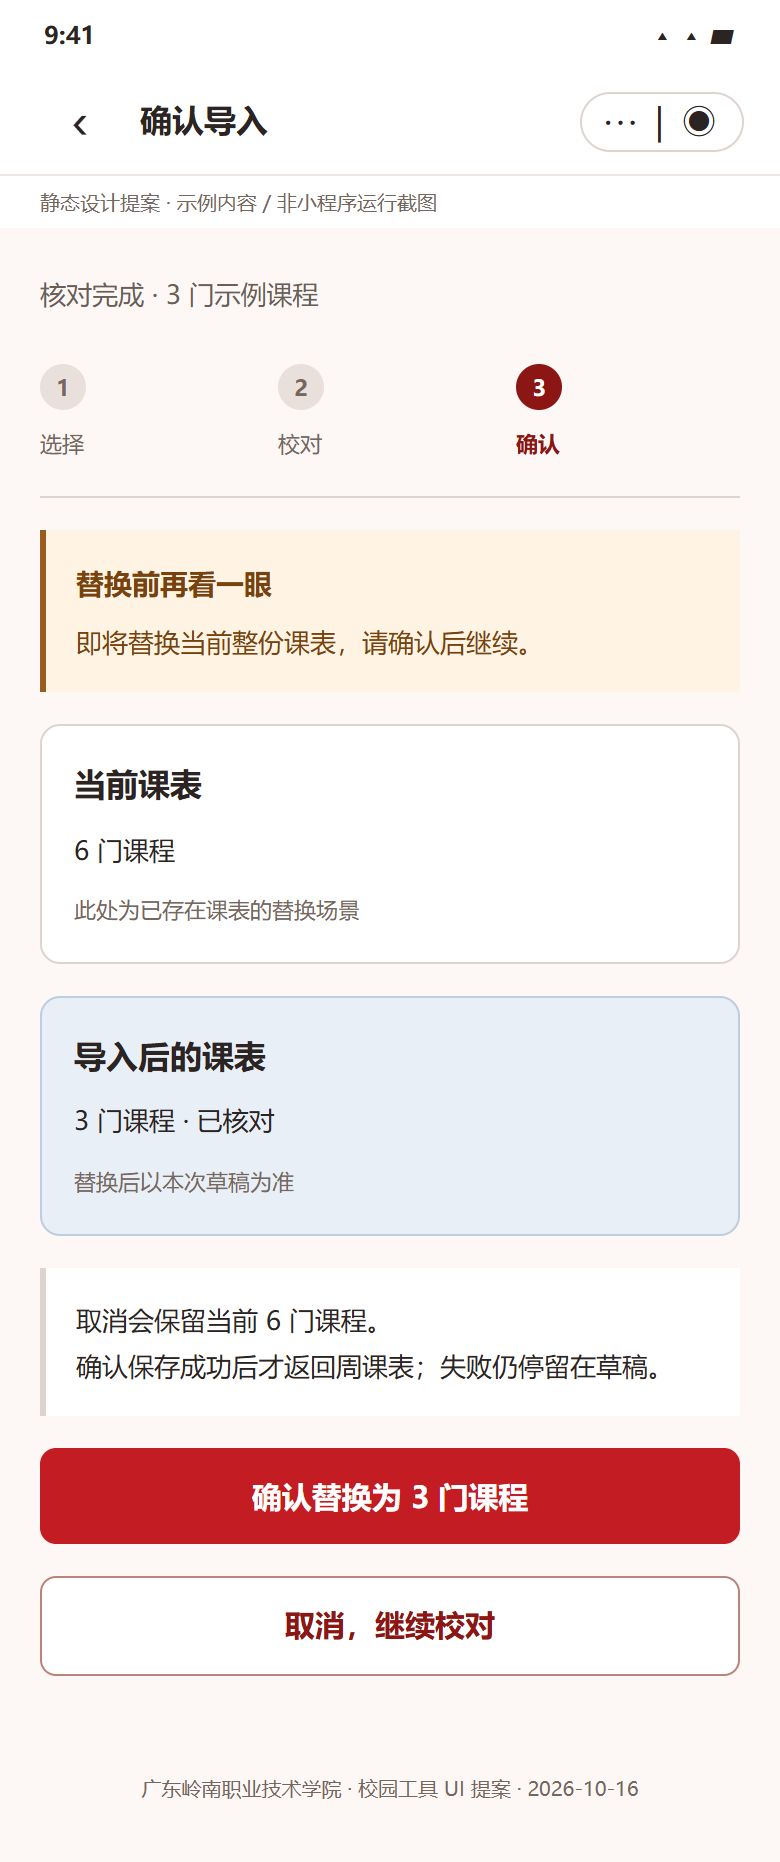 9:41
确认导入
静态设计提案 · 示例内容 / 非小程序运行截图
核对完成 · 3 门示例课程
1 2 3
选择 校对 确认
替换前再看一眼
即将替换当前整份课表，请确认后继续。
当前课表
6 门课程
此处为已存在课表的替换场景
导入后的课表
3 门课程 · 已核对
替换后以本次草稿为准
取消会保留当前 6 门课程。
确认保存成功后才返回周课表；失败仍停留在草稿。
确认替换为 3 门课程
取消，继续校对
广东岭南职业技术学院 · 校园工具 UI 提案 · 2026-10-16